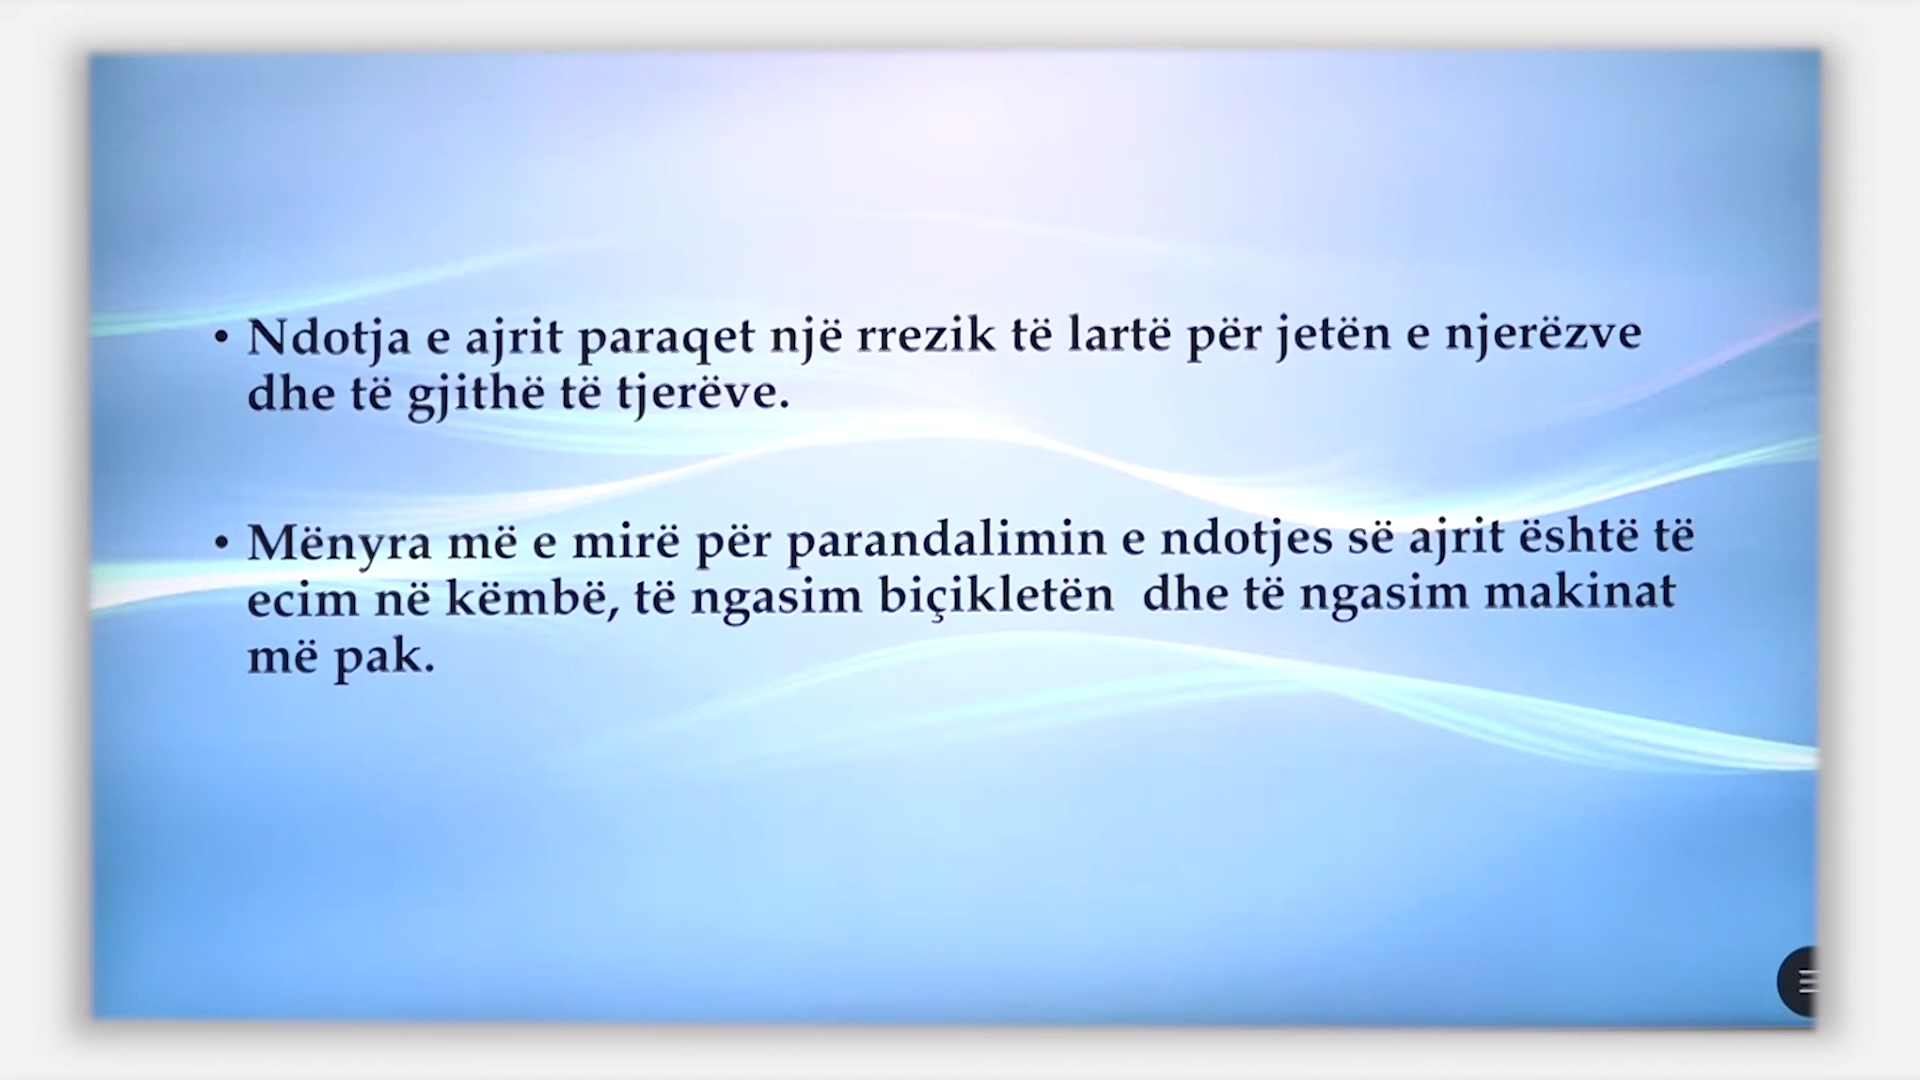 • Ndotja e ajrit paraqet një rrezik të lartë për jetën e njerëzve
dhe të gjithë të tjerëve.
• Mënyra më e mirë për parandalimin e ndotjes së ajrit është të
ecim në këmbë, të ngasim biçikletën  dhe të ngasim makinat
më pak.